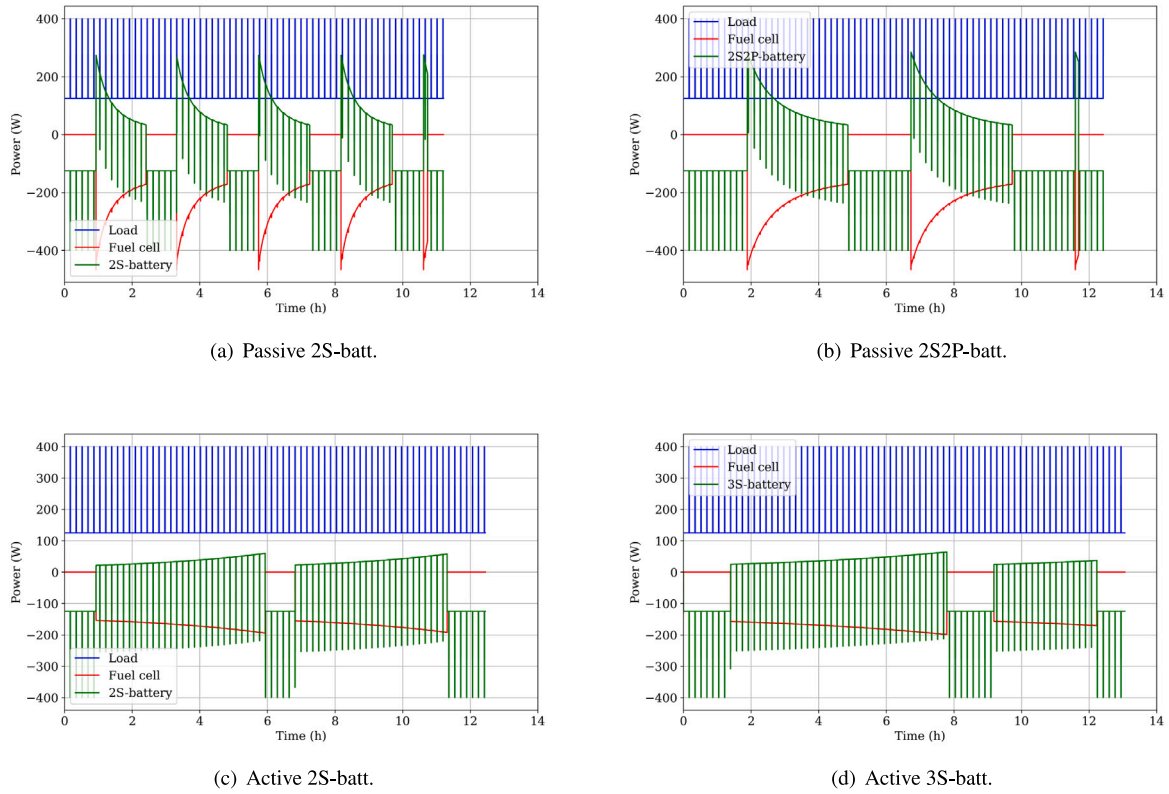 400
200
0
−200
−400
Power (W)
Load
Fuel cell
2S-battery
0 2 4 6 8 10 12 14
Time (h)
(a) Passive 2S-batt.
400
200
0
−200
−400
Power (W)
Load
Fuel cell
2S2P-battery
0 2 4 6 8 10 12 14
Time (h)
(b) Passive 2S2P-batt.
400
300
200
100
0
−100
−200
−300
−400
Power (W)
Load
Fuel cell
2S-battery
0 2 4 6 8 10 12 14
Time (h)
(c) Active 2S-batt.
400
300
200
100
0
−100
−200
−300
−400
Power (W)
Load
Fuel cell
3S-battery
0 2 4 6 8 10 12 14
Time (h)
(d) Active 3S-batt.